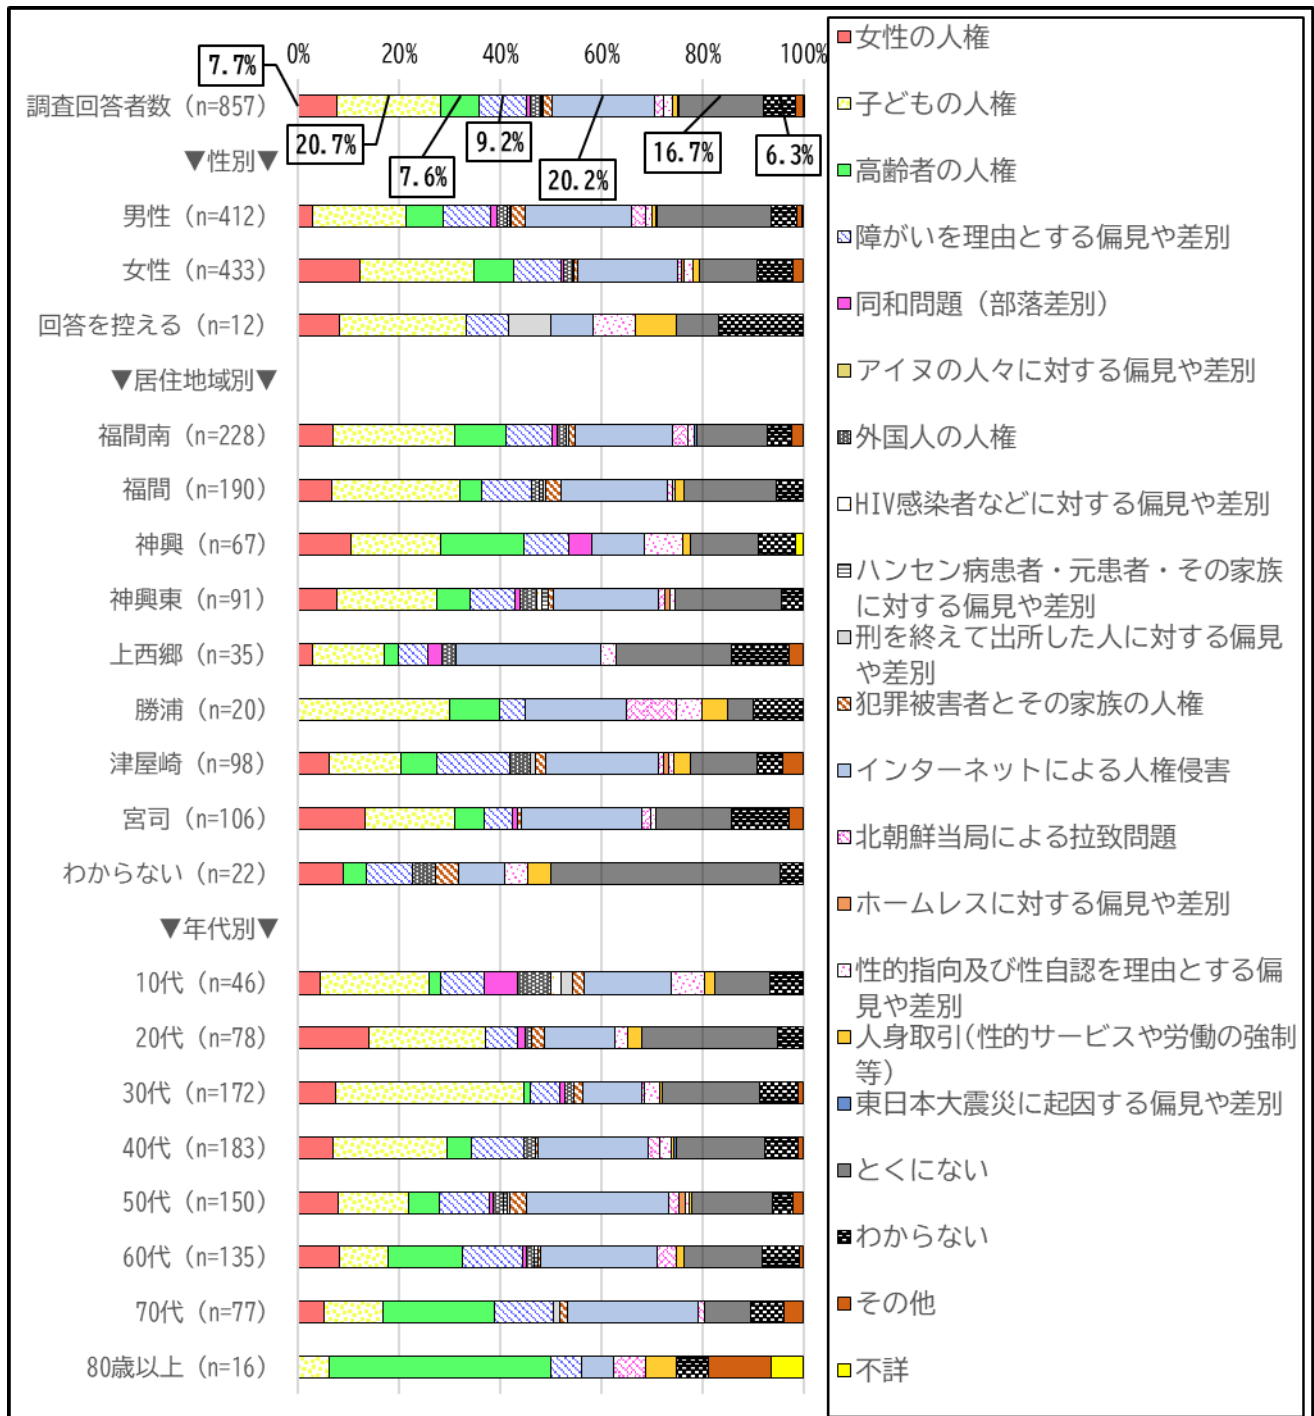 0% 20% 40% 60% 80% 100%
7.7%
調査回答者数 (n=857)
20.7%
7.6%
9.2%
20.2%
16.7%
6.3%
▼性別▼
男性 (n=412)
女性 (n=433)
回答を控える (n=12)
▼居住地域別▼
福間南 (n=228)
福間 (n=190)
神興 (n=67)
神興東 (n=91)
上西郷 (n=35)
勝浦 (n=20)
津屋崎 (n=98)
宮司 (n=106)
わからない (n=22)
▼年代別▼
10代 (n=46)
20代 (n=78)
30代 (n=172)
40代 (n=183)
50代 (n=150)
60代 (n=135)
70代 (n=77)
80歳以上 (n=16)
女性の人権
子どもの人権
高齢者の人権
障がいを理由とする偏見や差別
同和問題（部落差別）
アイヌの人々に対する偏見や差別
外国人の人権
HIV感染者などに対する偏見や差別
ハンセン病患者・元患者・その家族
に対する偏見や差別
刑を終えて出所した人に対する偏見
や差別
犯罪被害者とその家族の人権
インターネットによる人権侵害
北朝鮮当局による拉致問題
ホームレスに対する偏見や差別
性的指向及び性自認を理由とする偏
見や差別
人身取引(性的サービスや労働の強制
等)
東日本大震災に起因する偏見や差別
とくにない
わからない
その他
不詳